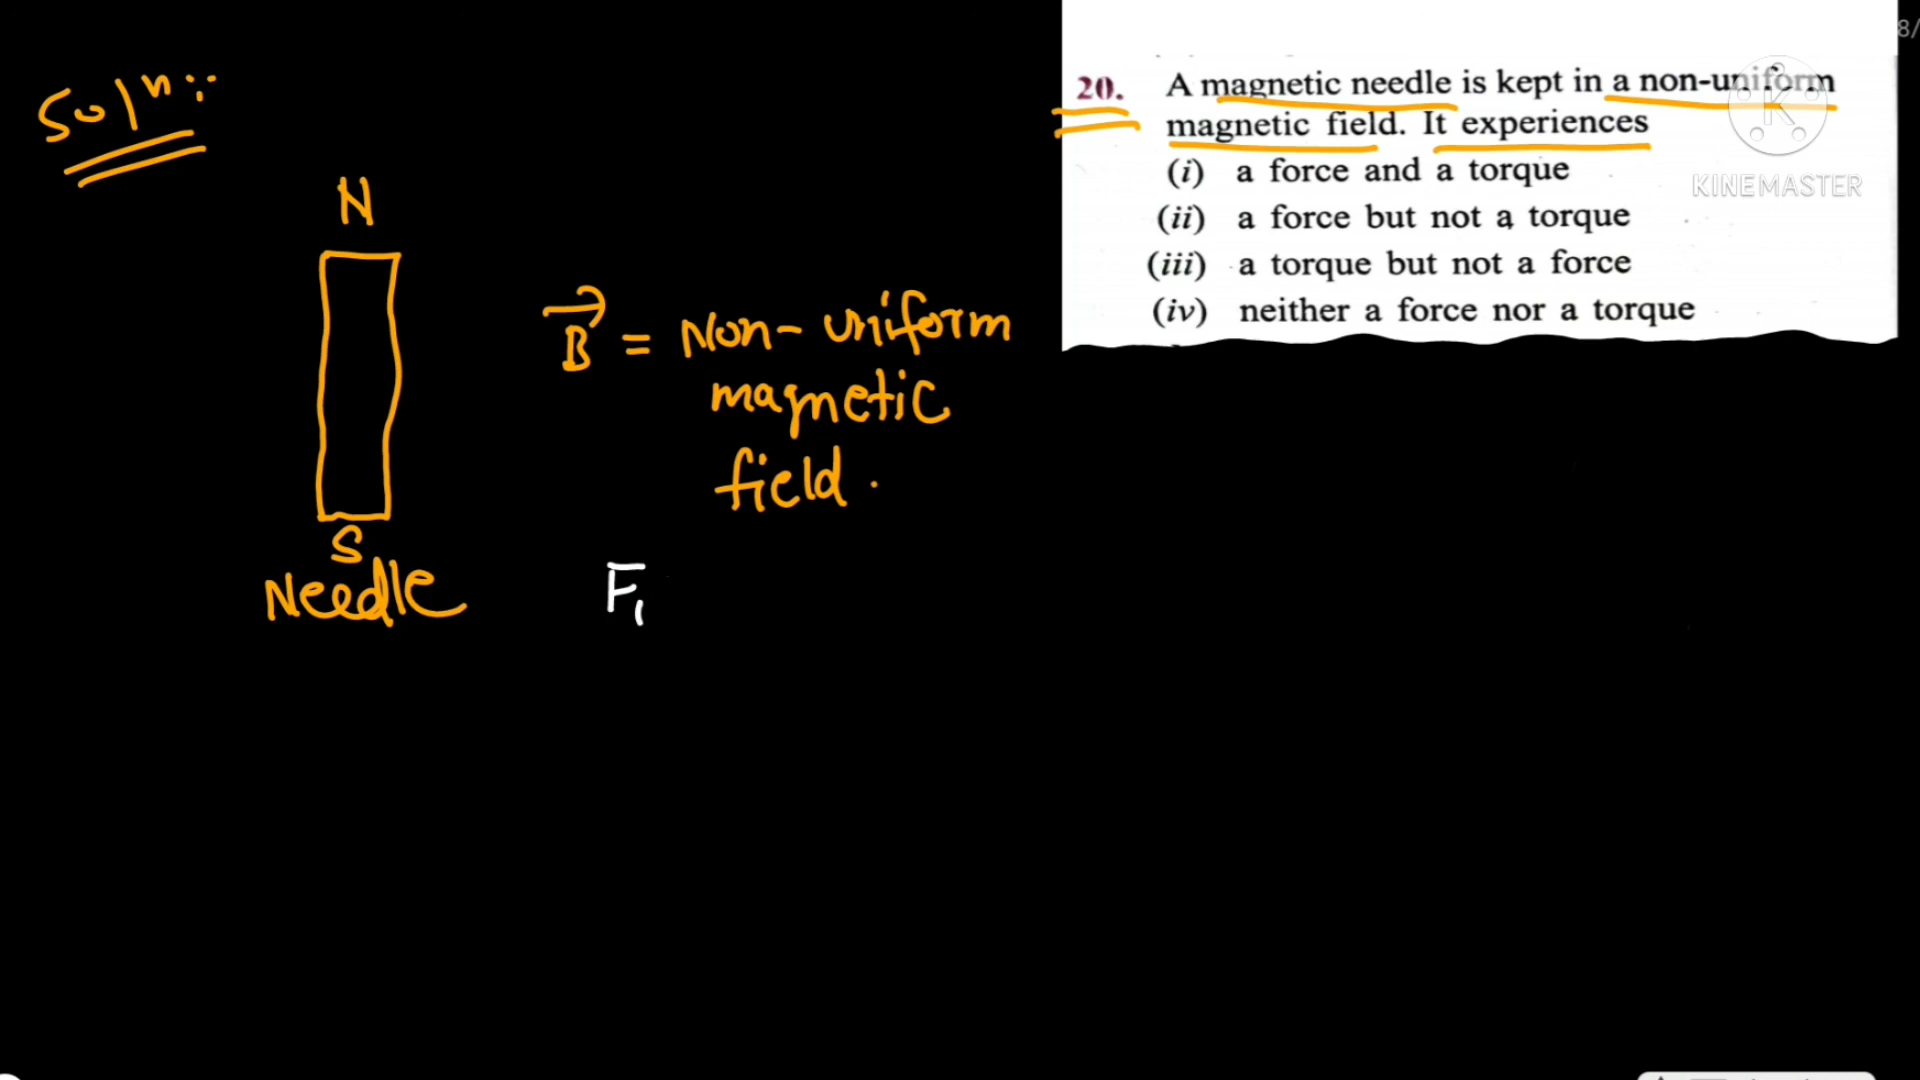 Solⁿ:
N
S
Needle
B = Non-uniform
magnetic
field.
F₁
20. A magnetic needle is kept in a non-uniform
magnetic field. It experiences
(i) a force and a torque
(ii) a force but not a torque
(iii) a torque but not a force
(iv) neither a force nor a torque
KINEMASTER
8/